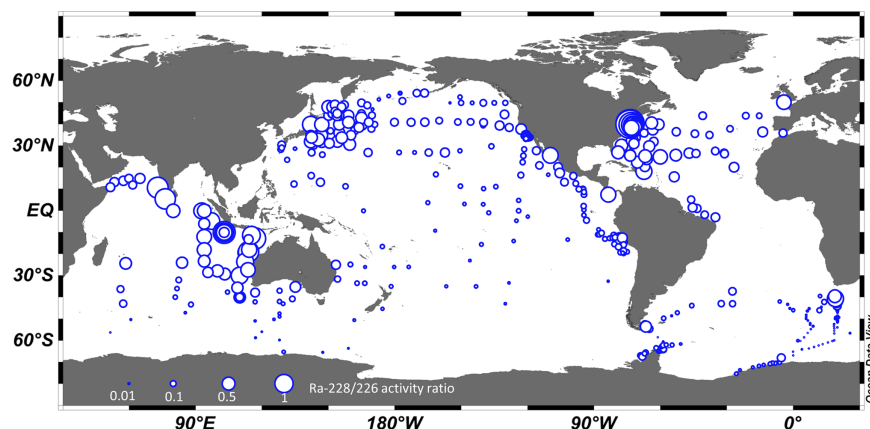 60°N
30°N
EQ
30°S
60°S
0.01 0.1 0.5 1 Ra-228/226 activity ratio
90°E 180°W 90°W 0°
Ocean Data View